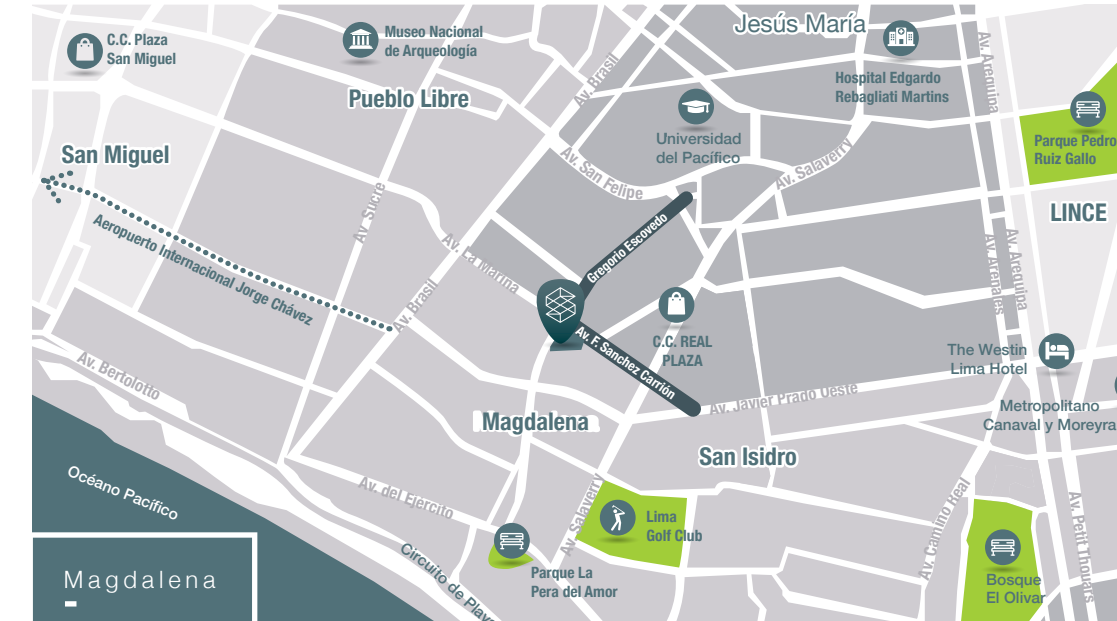 Jesús María
C.C. Plaza
San Miguel
Museo Nacional
de Arqueología
Pueblo Libre
Av. Brasil
Hospital Edgardo
Rebagliati Martins
Av. Arequipa
Universidad
del Pacífico
Parque Pedro
Ruiz Gallo
San Miguel
Av. San Felipe
Av. Salaverry
LINCE
Av Sucre
Gregorio Escovedo
Aeropuerto Internacional Jorge Chávez
Av. La Marina
Av. Arenales
Av. Arequipa
Av. Brasil
Av. F. Sanchez Carrión
C.C. REAL
PLAZA
The Westin
Lima Hotel
Av. Bertolotto
Av. Javier Prado Oeste
Metropolitano
Canaval y Moreyra
Magdalena
San Isidro
Océano Pacífico
Av. del Ejército
Av. Salaverry
Lima
Golf Club
Av. Camino Real
Av. Petit Thouars
Circuito de Playa
Parque La
Pera del Amor
Bosque
El Olivar
Magdalena